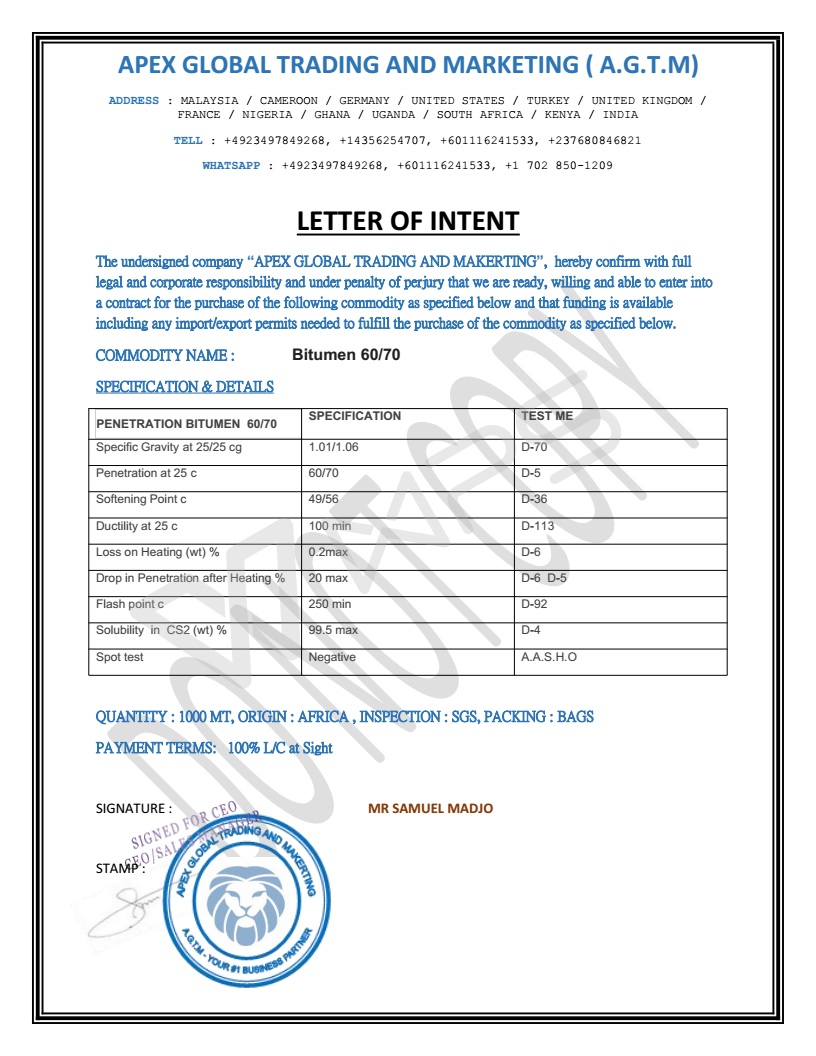 APEX GLOBAL TRADING AND MARKETING ( A.G.T.M)
ADDRESS : MALAYSIA / CAMEROON / GERMANY / UNITED STATES / TURKEY / UNITED KINGDOM /
FRANCE / NIGERIA / GHANA / UGANDA / SOUTH AFRICA / KENYA / INDIA
TELL : +4923497849268, +14356254707, +601116241533, +237680846821
WHATSAPP : +4923497849268, +601116241533, +1 702 850-1209
LETTER OF INTENT
The undersigned company “APEX GLOBAL TRADING AND MAKERTING”, hereby confirm with full
legal and corporate responsibility and under penalty of perjury that we are ready, willing and able to enter into
a contract for the purchase of the following commodity as specified below and that funding is available
including any import/export permits needed to fulfill the purchase of the commodity as specified below.
COMMODITY NAME : Bitumen 60/70
SPECIFICATION & DETAILS
PENETRATION BITUMEN 60/70 SPECIFICATION TEST ME
Specific Gravity at 25/25 cg 1.01/1.06 D-70
Penetration at 25 c 60/70 D-5
Softening Point c 49/56 D-36
Ductility at 25 c 100 min D-113
Loss on Heating (wt) % 0.2max D-6
Drop in Penetration after Heating % 20 max D-6 D-5
Flash point c 250 min D-92
Solubility in CS2 (wt) % 99.5 max D-4
Spot test Negative A.A.S.H.O
DO NOT COPY
QUANTITY : 1000 MT, ORIGIN : AFRICA , INSPECTION : SGS, PACKING : BAGS
PAYMENT TERMS: 100% L/C at Sight
SIGNATURE : MR SAMUEL MADJO
SIGNED FOR CEO
CEO/SALES MANAGER
STAMP :
APEX GLOBAL TRADING AND MAKERTING
A.G.T.M - YOUR #1 BUSINESS PARTNER